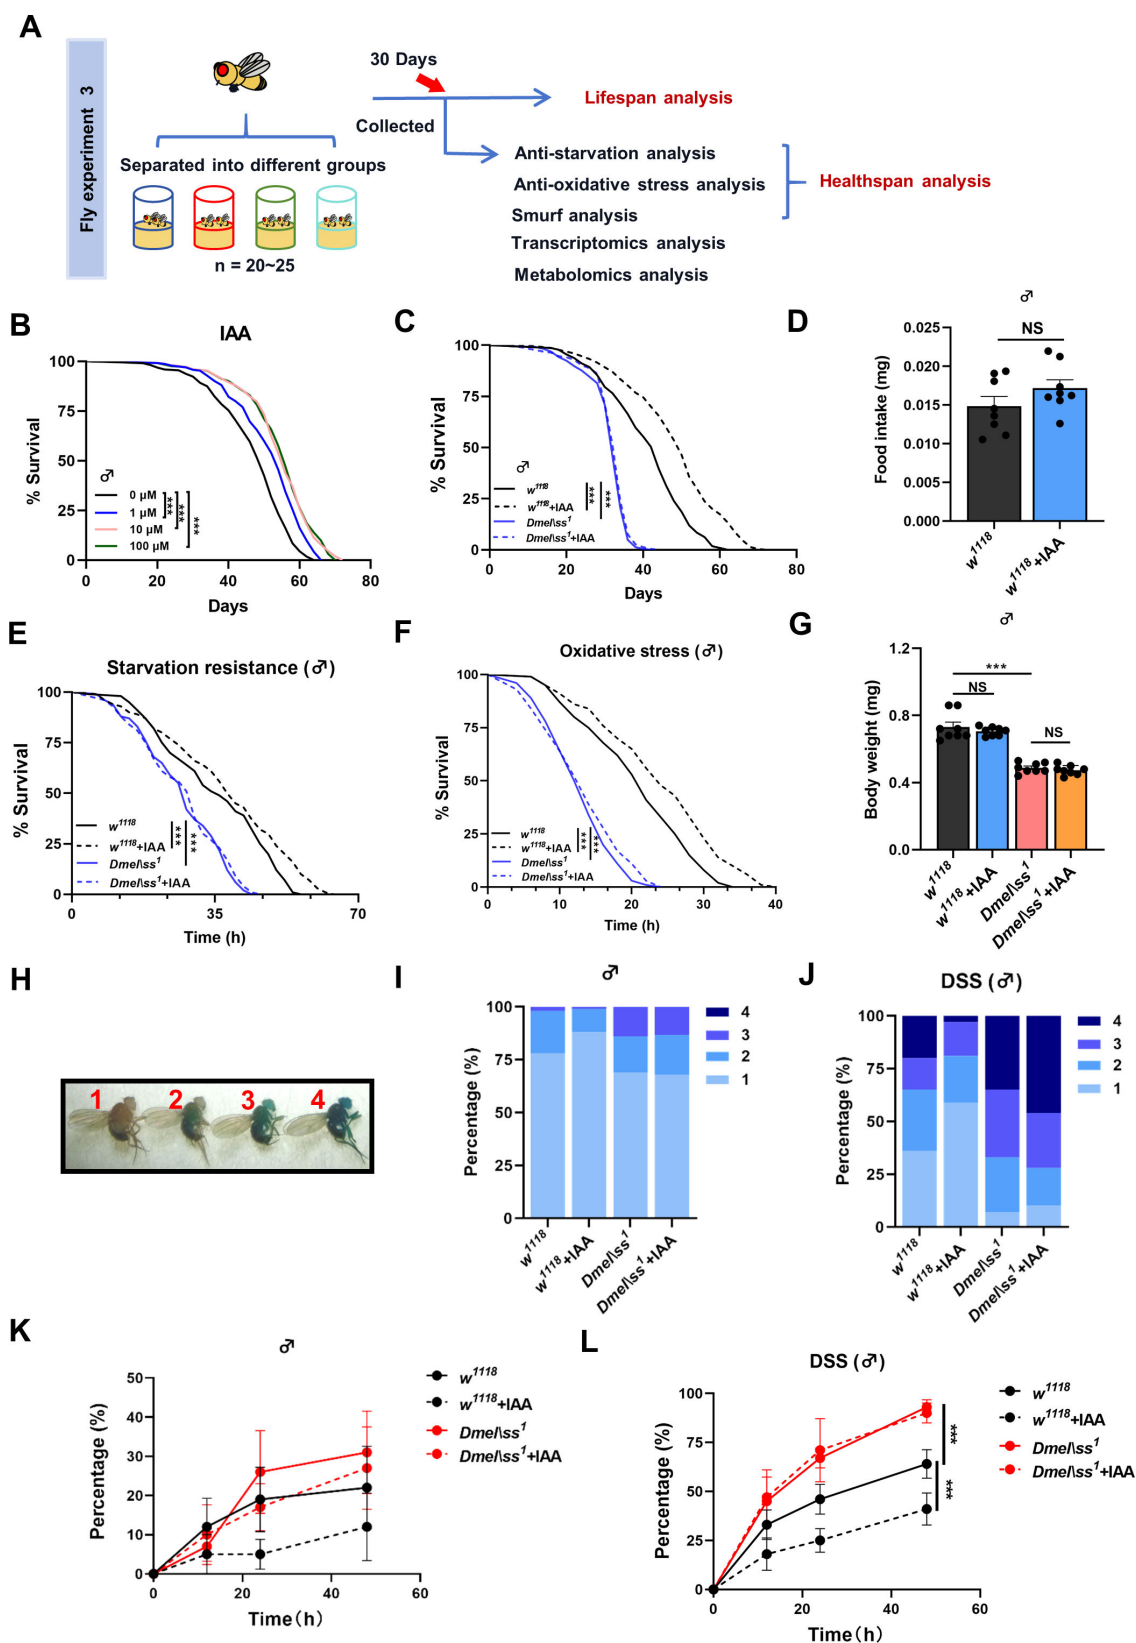 A
Fly experiment 3
30 Days
Collected
Lifespan analysis
Separated into different groups
n = 20~25
Anti-starvation analysis
Anti-oxidative stress analysis
Smurf analysis
Healthspan analysis
Transcriptomics analysis
Metabolomics analysis
B
IAA
% Survival
100
75
50
25
0
♂
0 µM
1 µM
10 µM
100 µM
***
***
***
0 20 40 60 80
Days
C
% Survival
100
75
50
25
0
♂
w1118
w1118+IAA
Dmel\ss1
Dmel\ss1+IAA
***
***
0 20 40 60 80
Days
D
♂
NS
Food intake (mg)
0.025
0.020
0.015
0.010
0.005
0.000
w1118
w1118+IAA
E
Starvation resistance (♂)
% Survival
100
75
50
25
0
w1118
w1118+IAA
Dmel\ss1
Dmel\ss1+IAA
***
***
0 35 70
Time (h)
F
Oxidative stress (♂)
% Survival
100
75
50
25
0
w1118
w1118+IAA
Dmel\ss1
Dmel\ss1+IAA
***
***
0 10 20 30 40
Time (h)
G
♂
Body weight (mg)
1.2
0.8
0.4
0.0
***
NS
NS
w1118
w1118+IAA
Dmel\ss1
Dmel\ss1+IAA
H
1 2 3 4
I
♂
Percentage (%)
100
75
50
25
0
4
3
2
1
w1118
w1118+IAA
Dmel\ss1
Dmel\ss1+IAA
J
DSS (♂)
Percentage (%)
100
75
50
25
0
4
3
2
1
w1118
w1118+IAA
Dmel\ss1
Dmel\ss1+IAA
K
♂
Percentage (%)
50
40
30
20
10
0
w1118
w1118+IAA
Dmel\ss1
Dmel\ss1+IAA
0 20 40 60
Time(h)
L
DSS (♂)
Percentage (%)
100
75
50
25
0
***
***
w1118
w1118+IAA
Dmel\ss1
Dmel\ss1+IAA
0 20 40 60
Time(h)